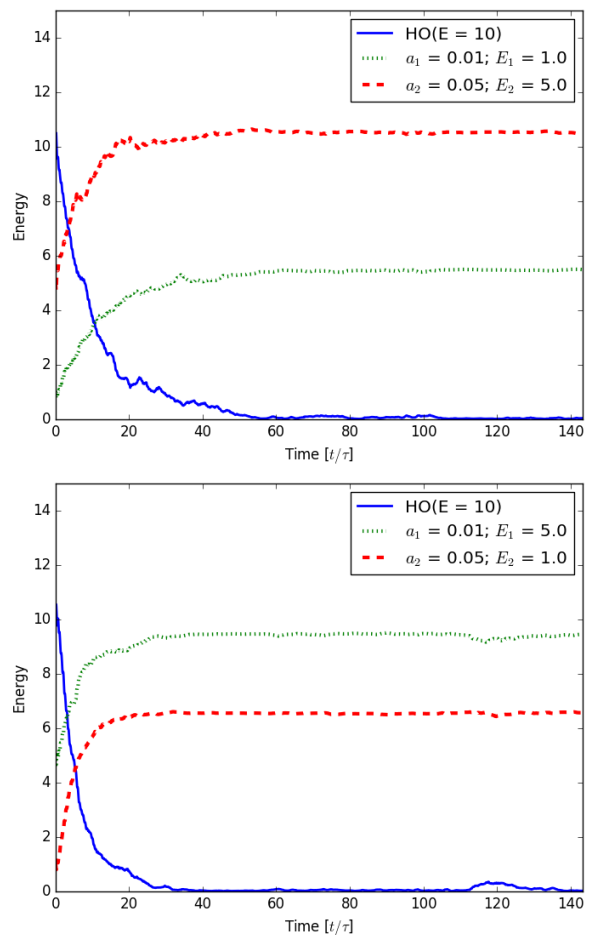 14
12
10
8
6
4
2
0
Energy
HO(E = 10)
a₁ = 0.01; E₁ = 1.0
a₂ = 0.05; E₂ = 5.0
0 20 40 60 80 100 120 140
Time [t/τ]
14
12
10
8
6
4
2
0
Energy
HO(E = 10)
a₁ = 0.01; E₁ = 5.0
a₂ = 0.05; E₂ = 1.0
0 20 40 60 80 100 120 140
Time [t/τ]